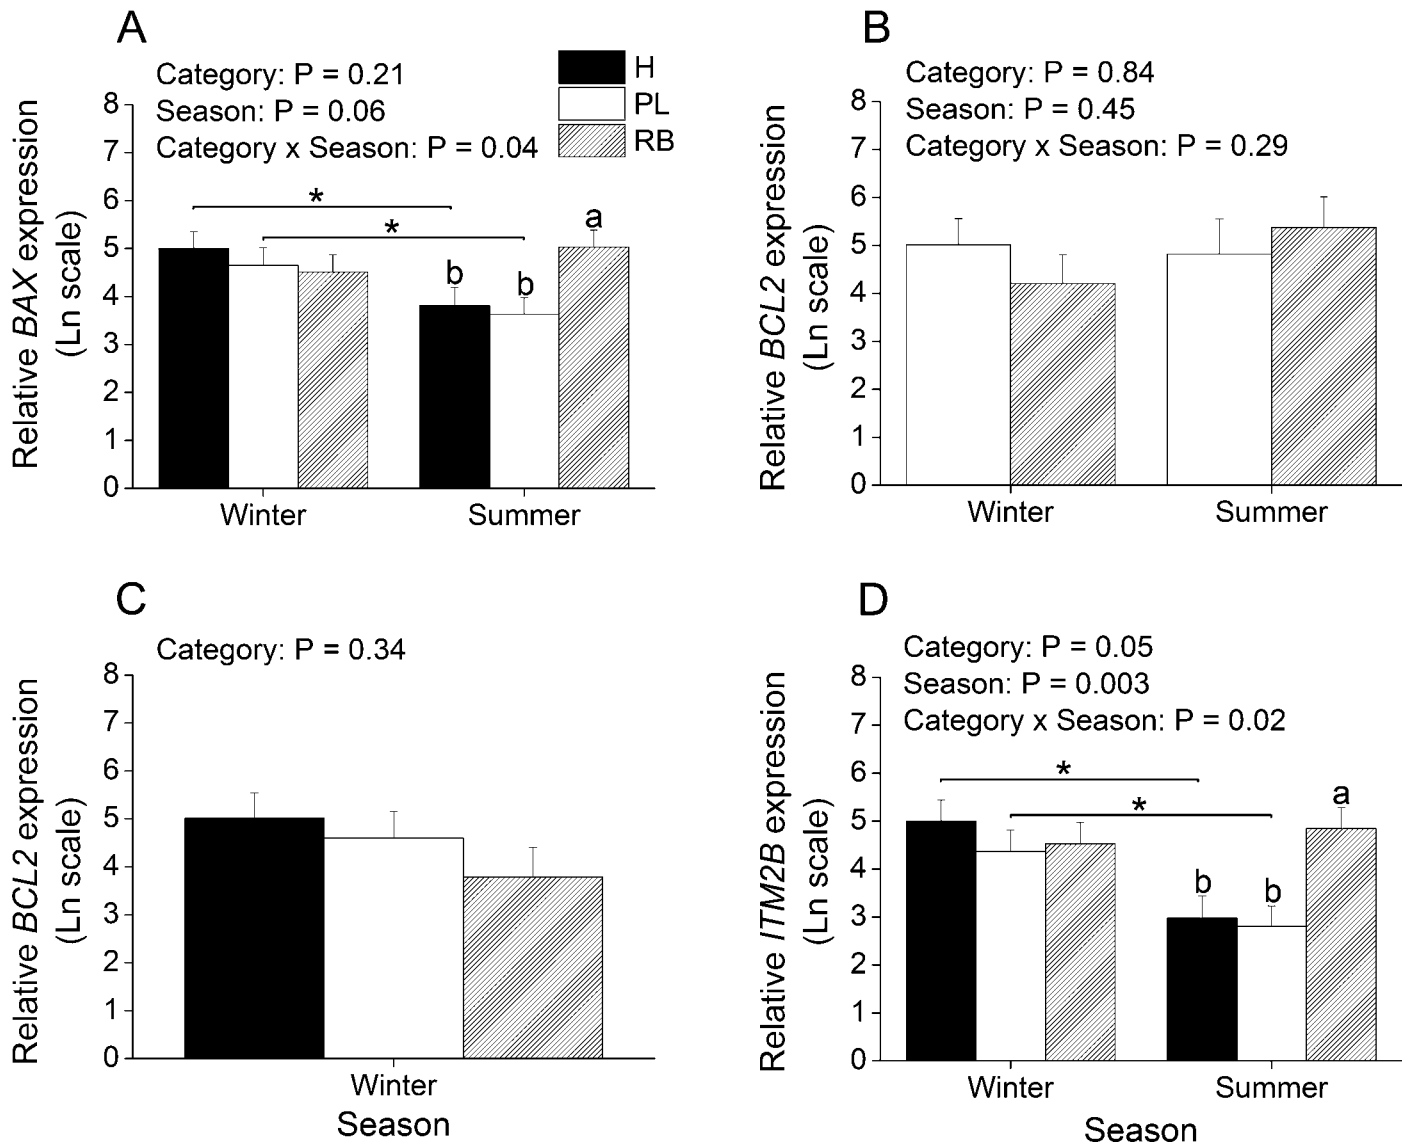 A
Category: P = 0.21
Season: P = 0.06
Category x Season: P = 0.04
H
PL
RB
Relative BAX expression
(Ln scale)
8
7
6
5
4
3
2
1
0
*
*
b
b
a
Winter
Summer
B
Category: P = 0.84
Season: P = 0.45
Category x Season: P = 0.29
Relative BCL2 expression
(Ln scale)
8
7
6
5
4
3
2
1
0
Winter
Summer
C
Category: P = 0.34
Relative BCL2 expression
(Ln scale)
8
7
6
5
4
3
2
1
0
Winter
Season
D
Category: P = 0.05
Season: P = 0.003
Category x Season: P = 0.02
Relative ITM2B expression
(Ln scale)
8
7
6
5
4
3
2
1
0
*
*
b
b
a
Winter
Summer
Season